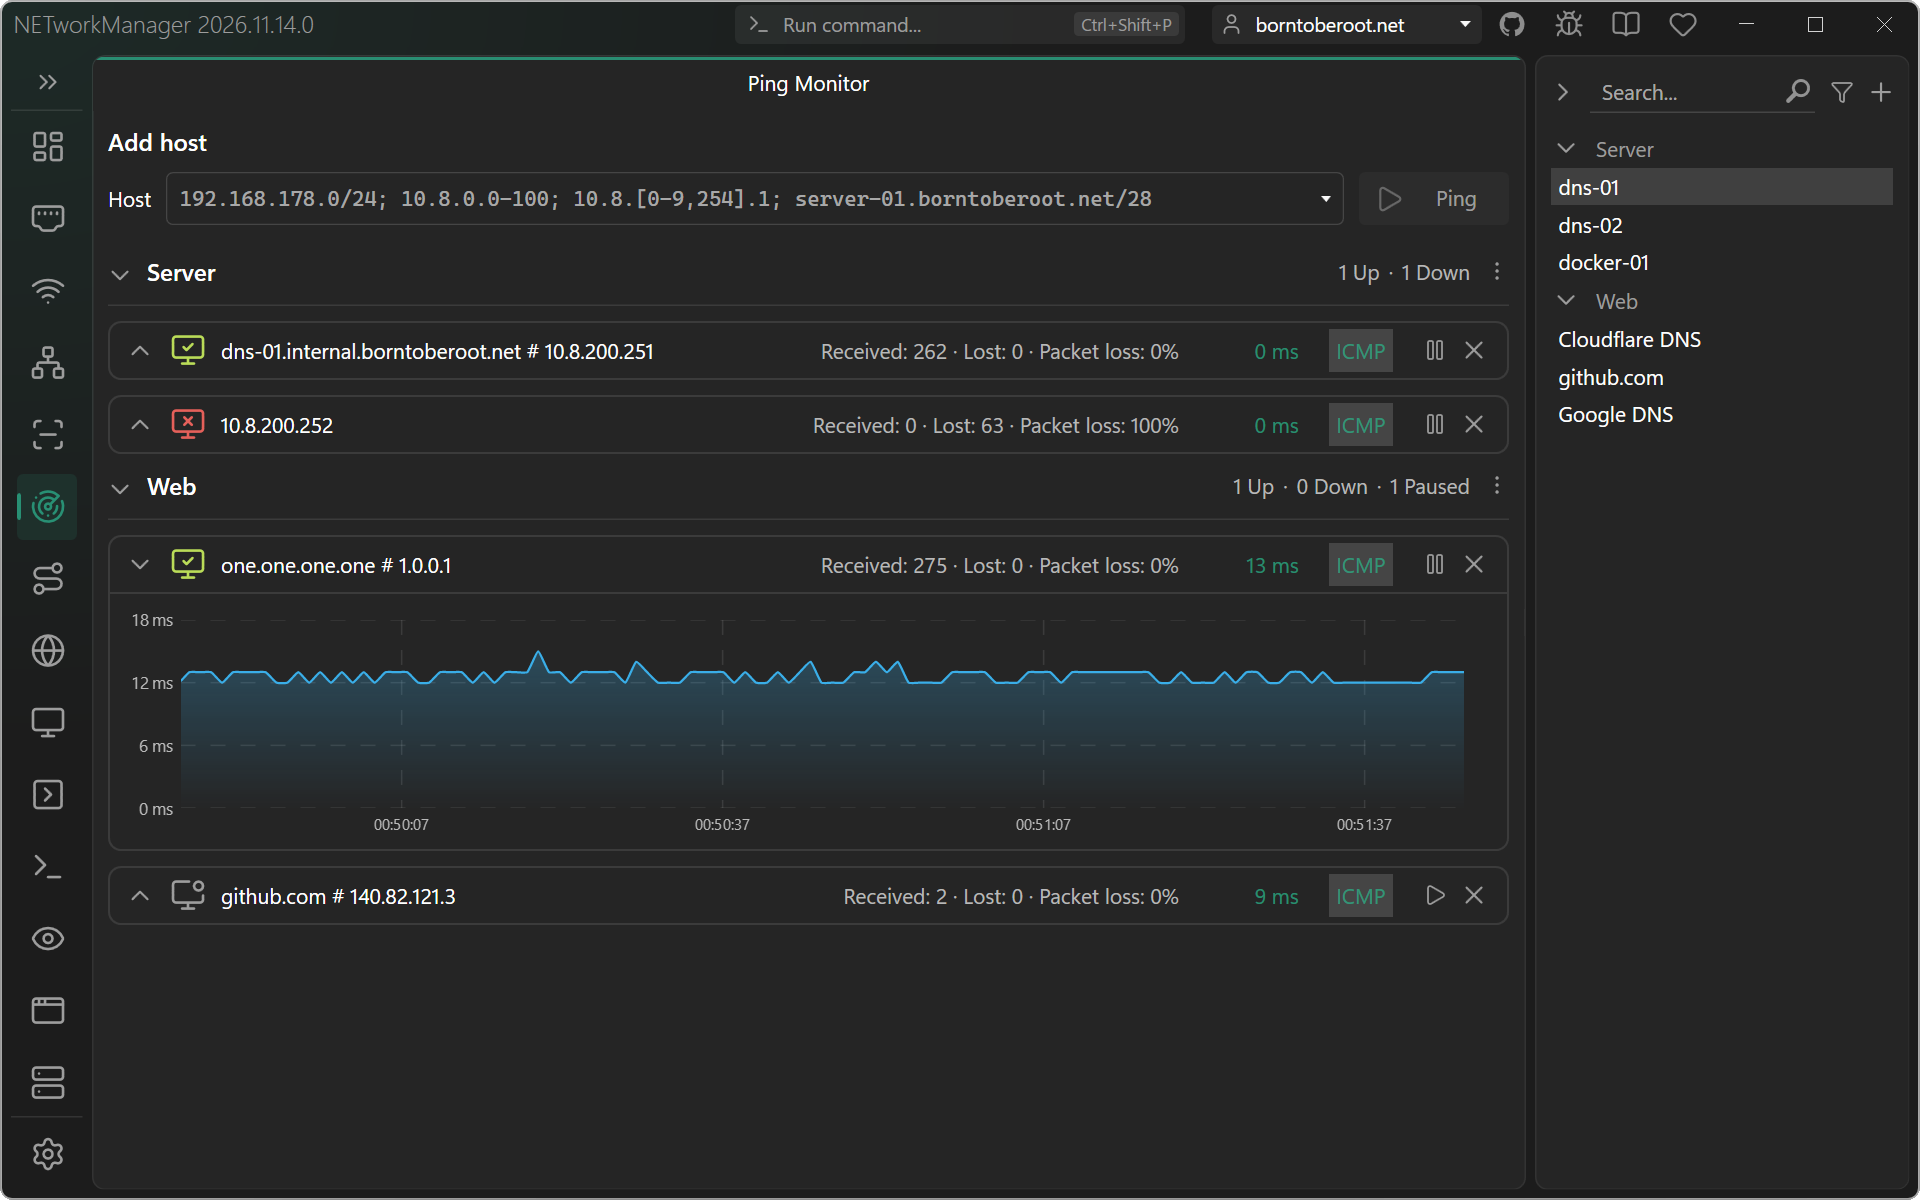 NETworkManager 2026.11.14.0
Run command...
Ctrl+Shift+P
borntoberoot.net
Ping Monitor
Add host
Host
192.168.178.0/24; 10.8.0.0-100; 10.8.[0-9,254].1; server-01.borntoberoot.net/28
Ping
Server
1 Up · 1 Down
dns-01.internal.borntoberoot.net # 10.8.200.251
Received: 262 · Lost: 0 · Packet loss: 0%
0 ms
ICMP
10.8.200.252
Received: 0 · Lost: 63 · Packet loss: 100%
0 ms
ICMP
Web
1 Up · 0 Down · 1 Paused
one.one.one.one # 1.0.0.1
Received: 275 · Lost: 0 · Packet loss: 0%
13 ms
ICMP
18 ms
12 ms
6 ms
0 ms
00:50:07
00:50:37
00:51:07
00:51:37
github.com # 140.82.121.3
Received: 2 · Lost: 0 · Packet loss: 0%
9 ms
ICMP
Search...
Server
dns-01
dns-02
docker-01
Web
Cloudflare DNS
github.com
Google DNS